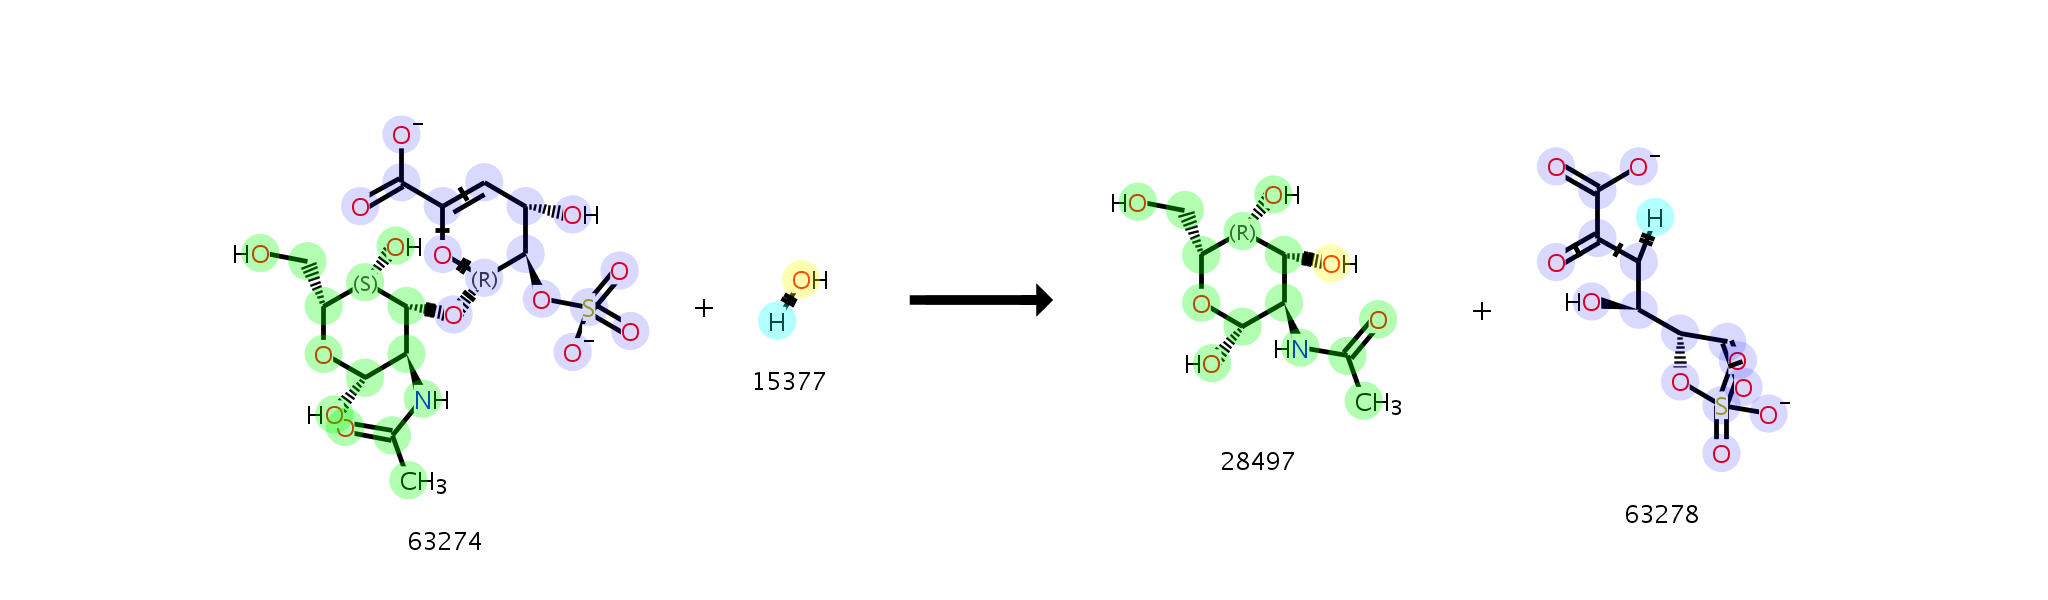 O⁻
O
O
OH
(R)
O
O
S
O
O⁻
HO
OH
(S)
O
O
HO
O
NH
CH₃
63274
+
OH
H
15377
HO
OH
(R)
OH
O
HO
HN
O
CH₃
28497
+
O
O⁻
O
H
HO
O
O
O
S
O⁻
O
63278